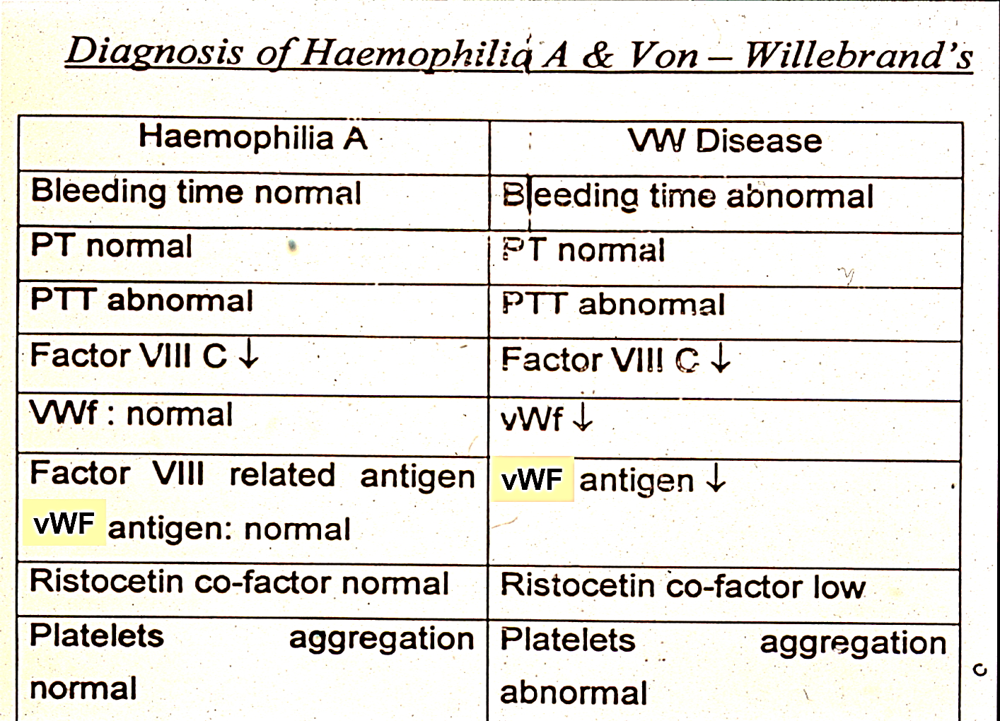 Diagnosis of Haemophilia A & Von – Willebrand's
Haemophilia A
VW Disease
Bleeding time normal
Bleeding time abnormal
PT normal
PT normal
PTT abnormal
PTT abnormal
Factor VIII C ↓
Factor VIII C ↓
VWf : normal
vWf ↓
Factor VIII related antigen
vWF antigen: normal
vWF antigen ↓
Ristocetin co-factor normal
Ristocetin co-factor low
Platelets aggregation
normal
Platelets aggregation
abnormal
c